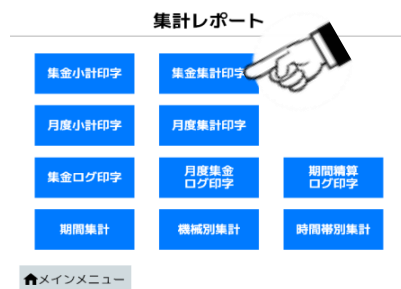 集計レポート
集金小計印字
集金集計印字
月度小計印字
月度集計印字
集金ログ印字
月度集金
ログ印字
期間精算
ログ印字
期間集計
機械別集計
時間帯別集計
メインメニュー